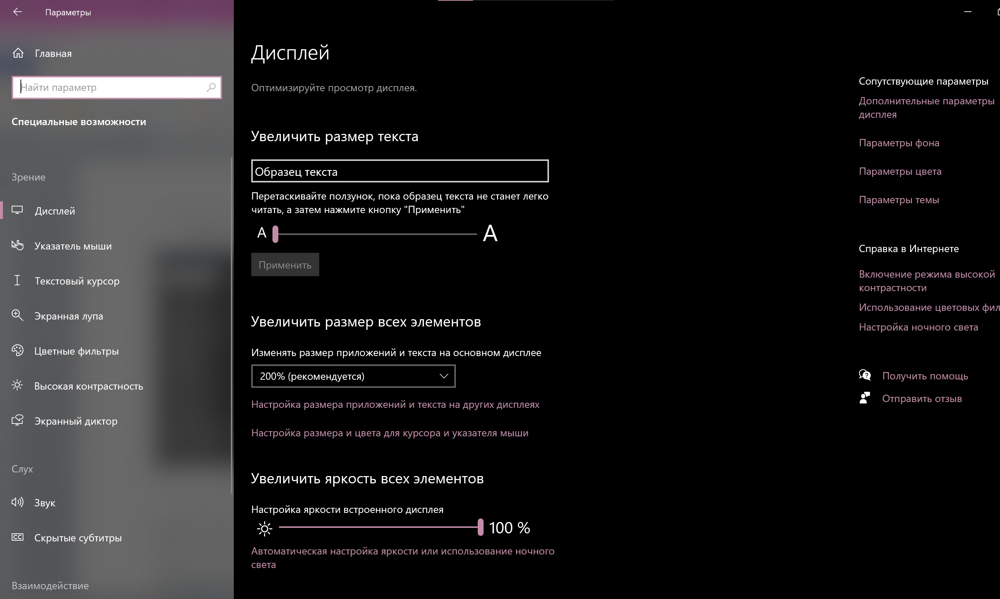 Параметры
Главная
Найти параметр
Специальные возможности
Зрение
Дисплей
Указатель мыши
Текстовый курсор
Экранная лупа
Цветные фильтры
Высокая контрастность
Экранный диктор
Слух
Звук
CC
Скрытые субтитры
Взаимодействие
Дисплей
Оптимизируйте просмотр дисплея.
Увеличить размер текста
Образец текста
Перетаскивайте ползунок, пока образец текста не станет легко
читать, а затем нажмите кнопку "Применить"
A A
Применить
Увеличить размер всех элементов
Изменять размер приложений и текста на основном дисплее
200% (рекомендуется)
Настройка размера приложений и текста на других дисплеях
Настройка размера и цвета для курсора и указателя мыши
Увеличить яркость всех элементов
Настройка яркости встроенного дисплея
100 %
Автоматическая настройка яркости или использование ночного
света
Сопутствующие параметры
Дополнительные параметры
дисплея
Параметры фона
Параметры цвета
Параметры темы
Справка в Интернете
Включение режима высокой
контрастности
Использование цветовых
Настройка ночного света
Получить помощь
Отправить отзыв